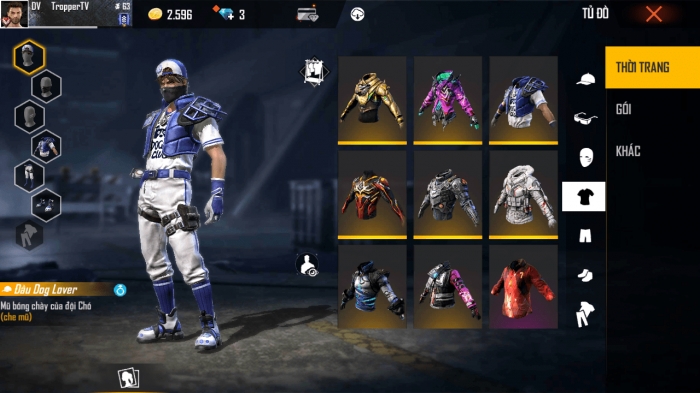 DV TropperTV # 63
2.596
3
TỦ ĐỒ
THỜI TRANG
GÓI
KHÁC
Đầu Dog Lover
Mũ bóng chày của đội Chó
(che mũ)